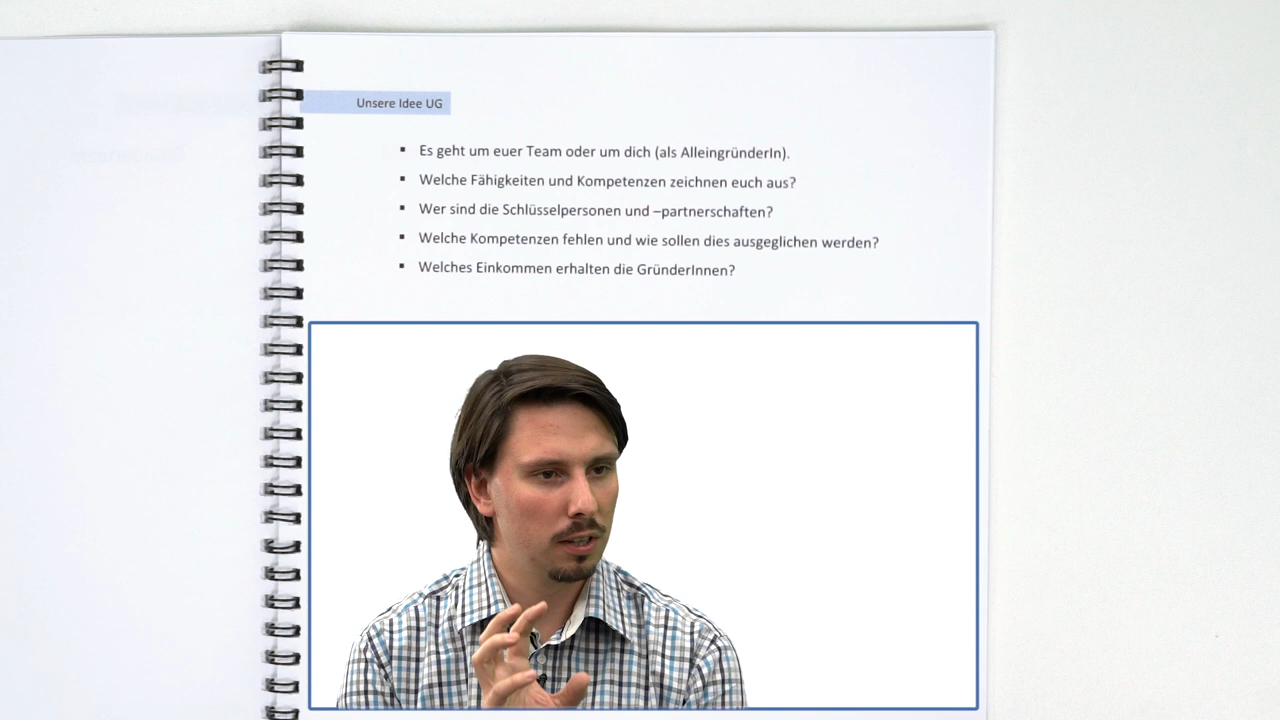 Unsere Idee UG
▪ Es geht um euer Team oder um dich (als AlleingründerIn).
▪ Welche Fähigkeiten und Kompetenzen zeichnen euch aus?
▪ Wer sind die Schlüsselpersonen und –partnerschaften?
▪ Welche Kompetenzen fehlen und wie sollen dies ausgeglichen werden?
▪ Welches Einkommen erhalten die GründerInnen?